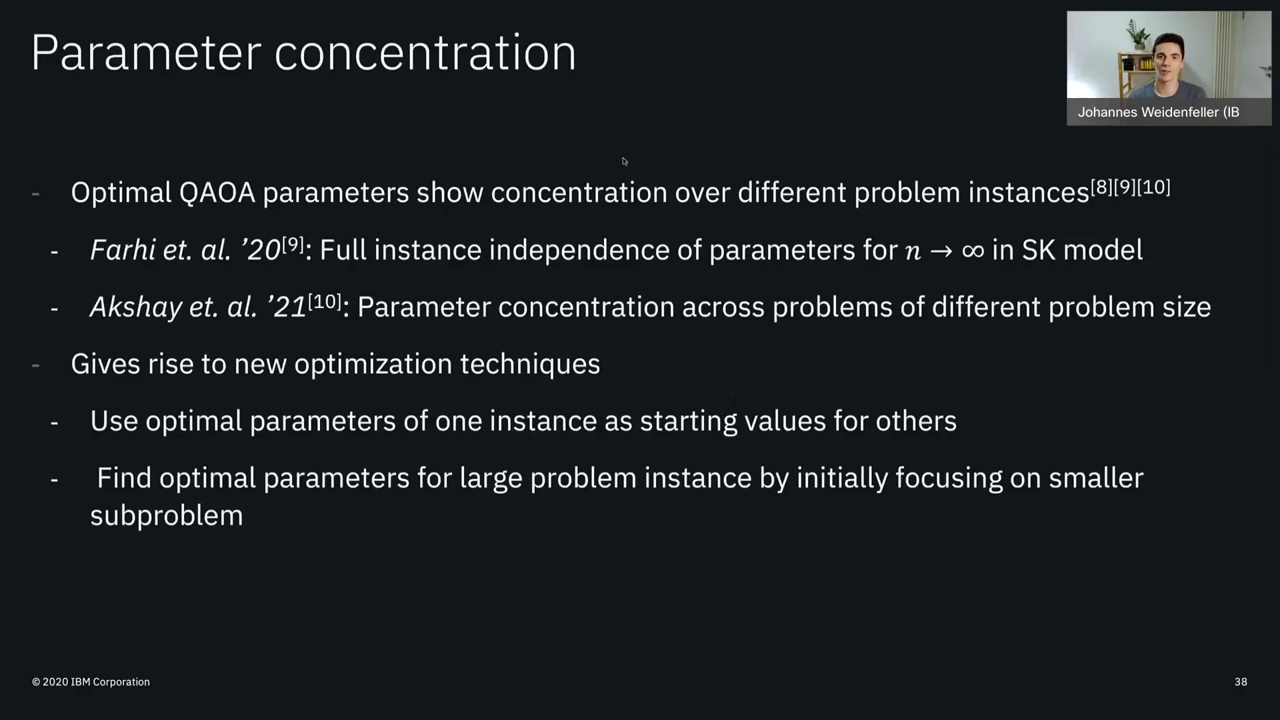 Parameter concentration
Johannes Weidenfeller (IB
- Optimal QAOA parameters show concentration over different problem instances[8][9][10]
- Farhi et. al. ’20[9]: Full instance independence of parameters for n → ∞ in SK model
- Akshay et. al. ’21[10]: Parameter concentration across problems of different problem size
- Gives rise to new optimization techniques
- Use optimal parameters of one instance as starting values for others
- Find optimal parameters for large problem instance by initially focusing on smaller
subproblem
© 2020 IBM Corporation
38